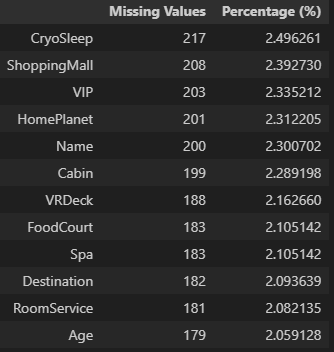 Missing Values Percentage (%)
CryoSleep 217 2.496261
ShoppingMall 208 2.392730
VIP 203 2.335212
HomePlanet 201 2.312205
Name 200 2.300702
Cabin 199 2.289198
VRDeck 188 2.162660
FoodCourt 183 2.105142
Spa 183 2.105142
Destination 182 2.093639
RoomService 181 2.082135
Age 179 2.059128